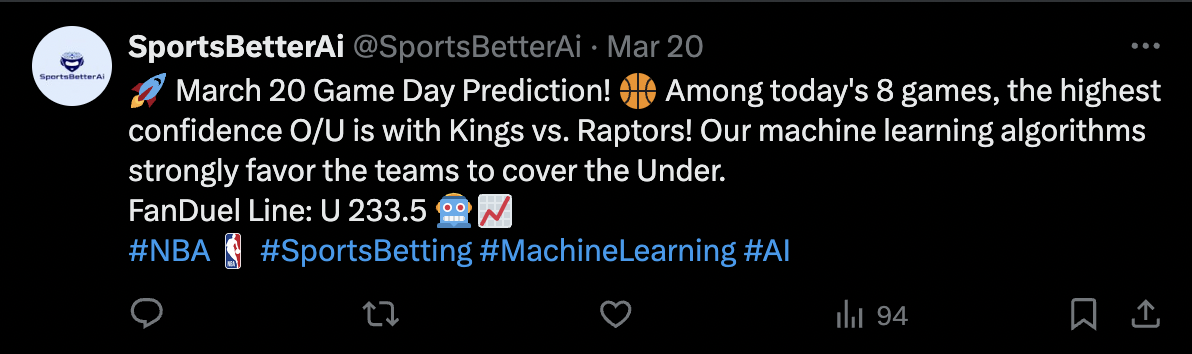 SportsBetterAi
SportsBetterAi @SportsBetterAi · Mar 20
🚀 March 20 Game Day Prediction! 🏀 Among today's 8 games, the highest
confidence O/U is with Kings vs. Raptors! Our machine learning algorithms
strongly favor the teams to cover the Under.
FanDuel Line: U 233.5 🤖📈
#NBA #SportsBetting #MachineLearning #AI
94